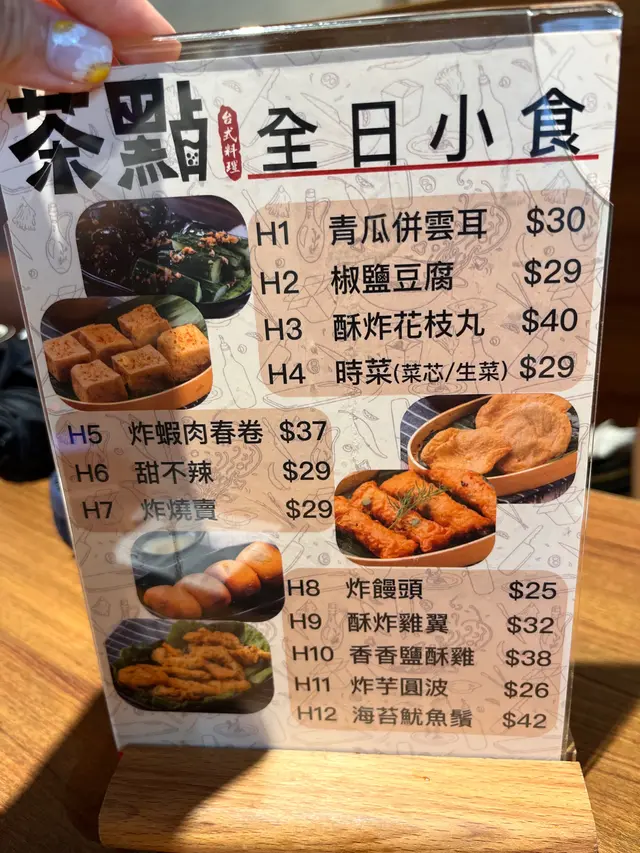 茶點
台式料理
全日小食
H1 青瓜併雲耳 $30
H2 椒鹽豆腐 $29
H3 酥炸花枝丸 $40
H4 時菜(菜芯/生菜) $29
H5 炸蝦肉春卷 $37
H6 甜不辣 $29
H7 炸燒賣 $29
H8 炸饅頭 $25
H9 酥炸雞翼 $32
H10 香香鹽酥雞 $38
H11 炸芋圓波 $26
H12 海苔魷魚鬚 $42